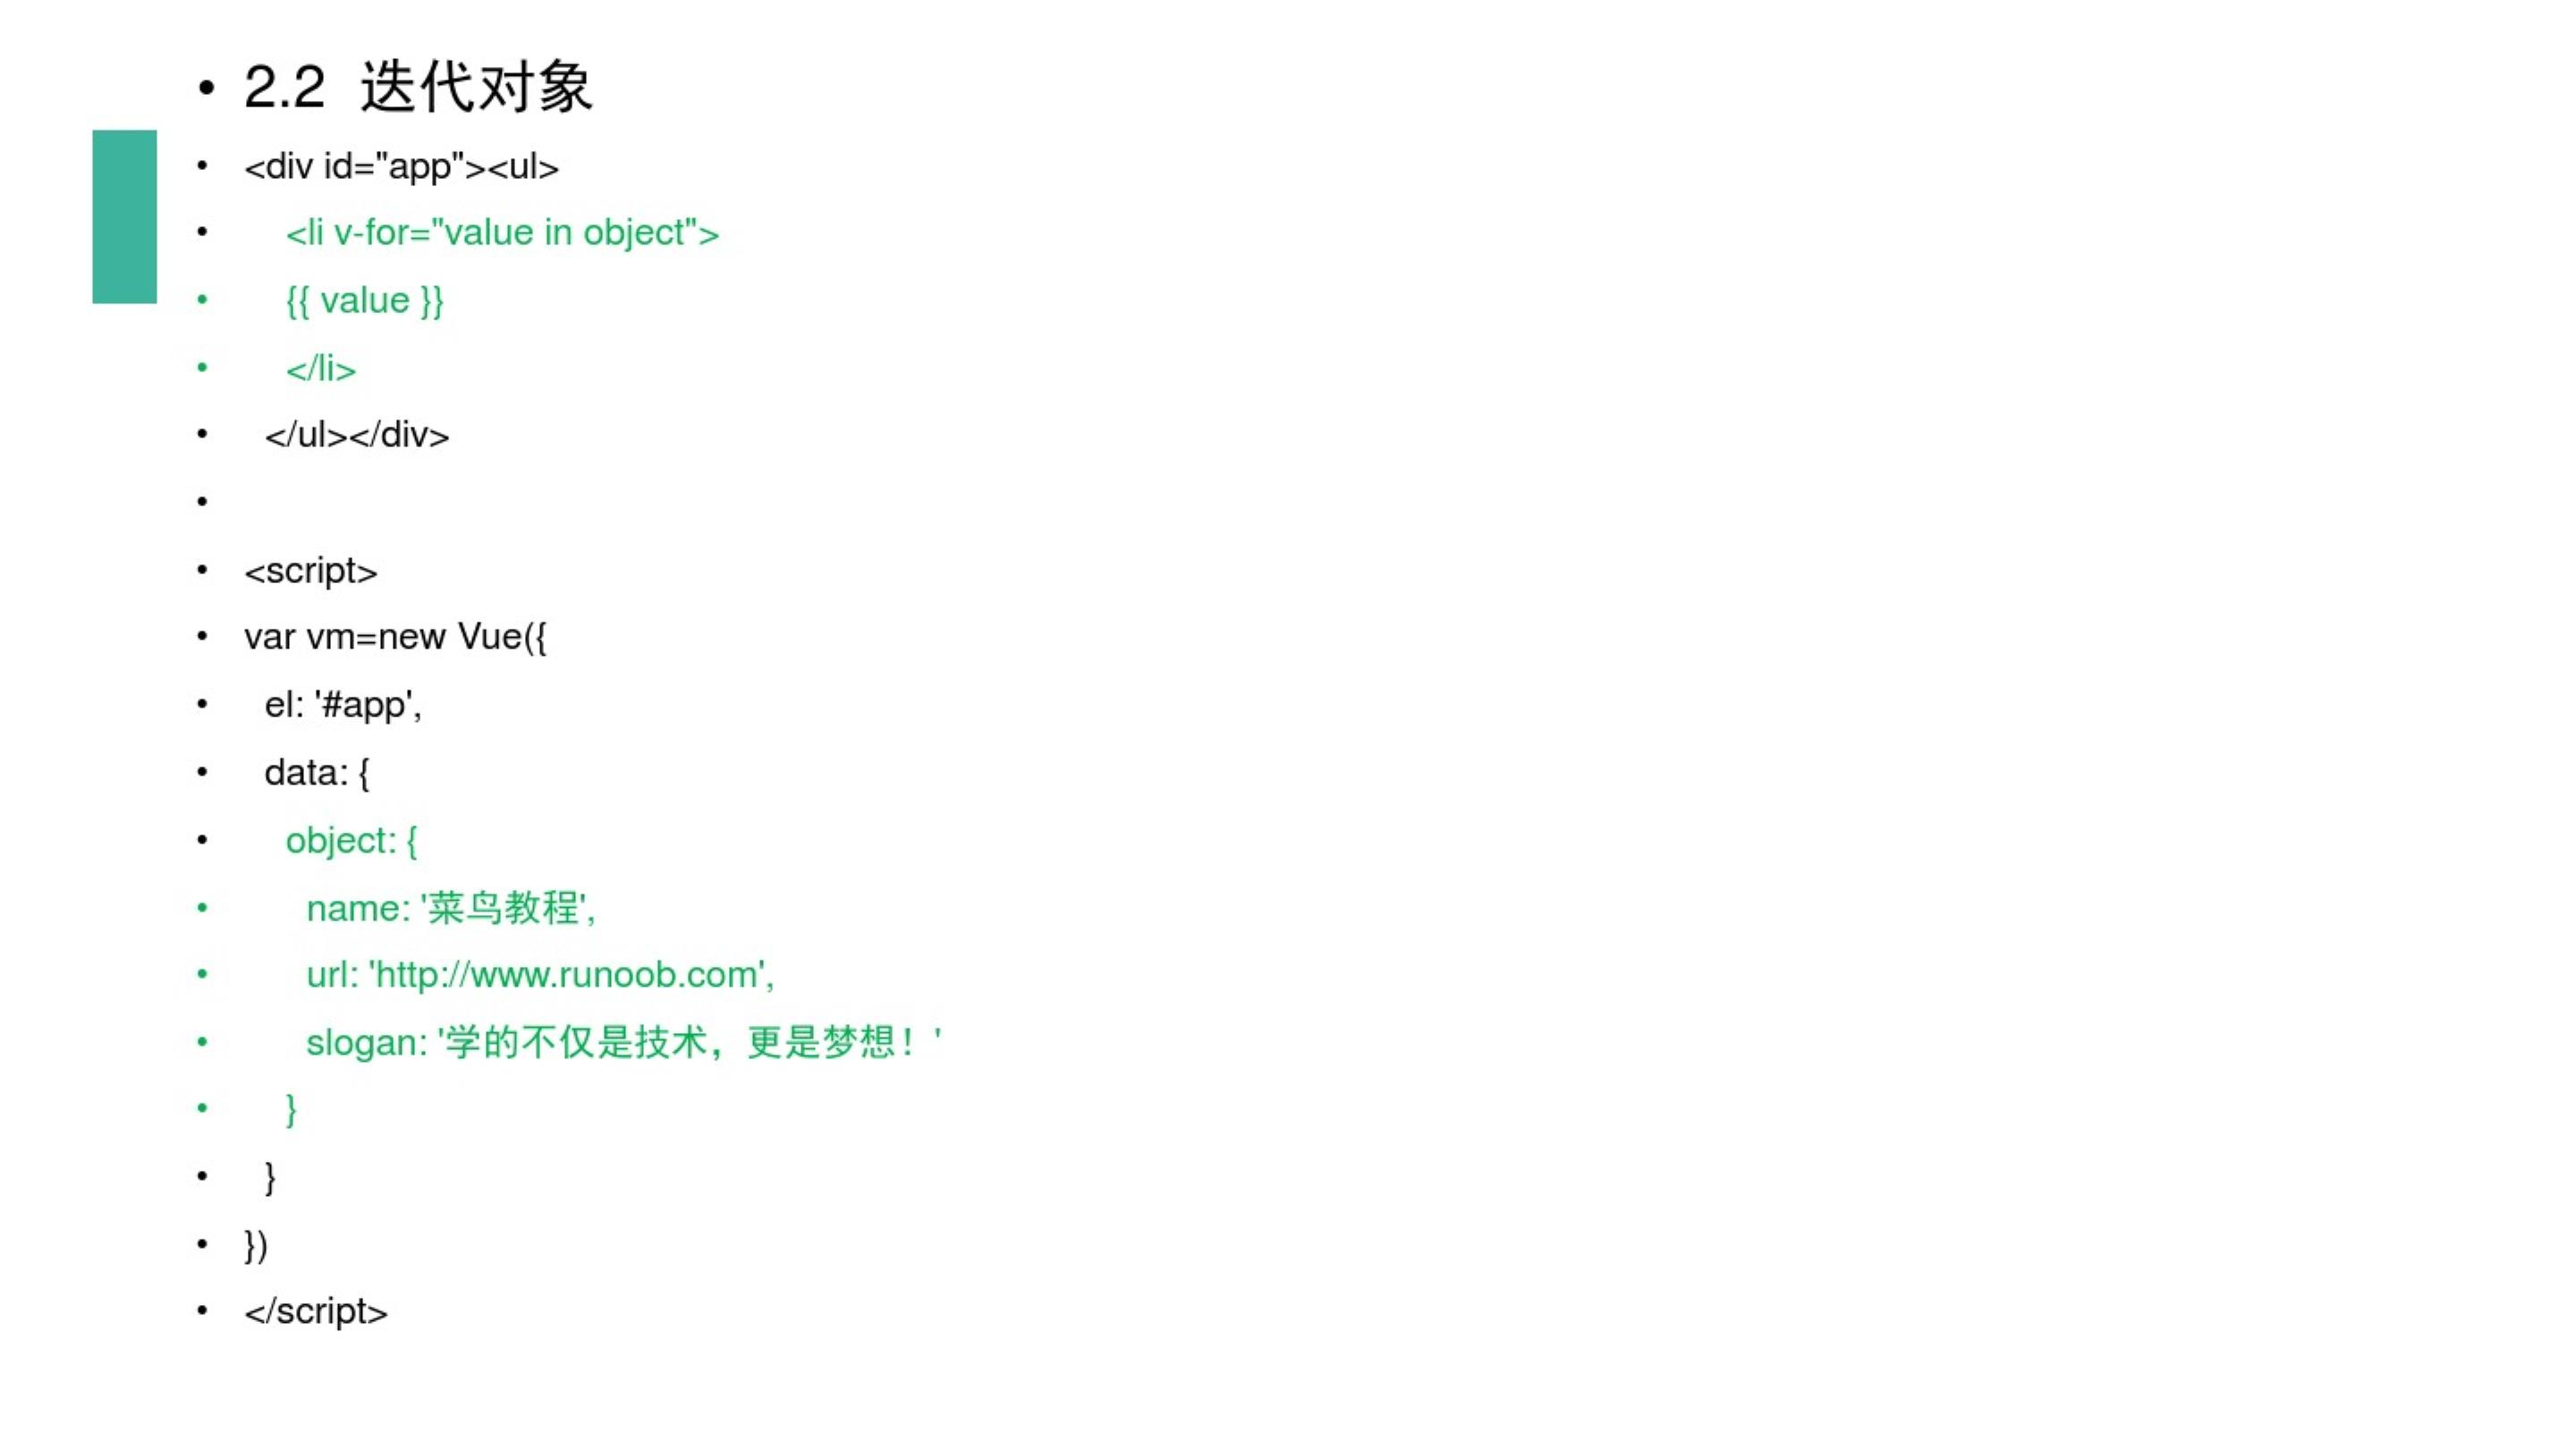 • 2.2 迭代对象
• <div id="app"><ul>
• <li v-for="value in object">
• {{ value }}
• </li>
• </ul></div>
•
• <script>
• var vm=new Vue({
• el: '#app',
• data: {
• object: {
• name: '菜鸟教程',
• url: 'http://www.runoob.com',
• slogan: '学的不仅是技术，更是梦想！'
• }
• }
• })
• </script>